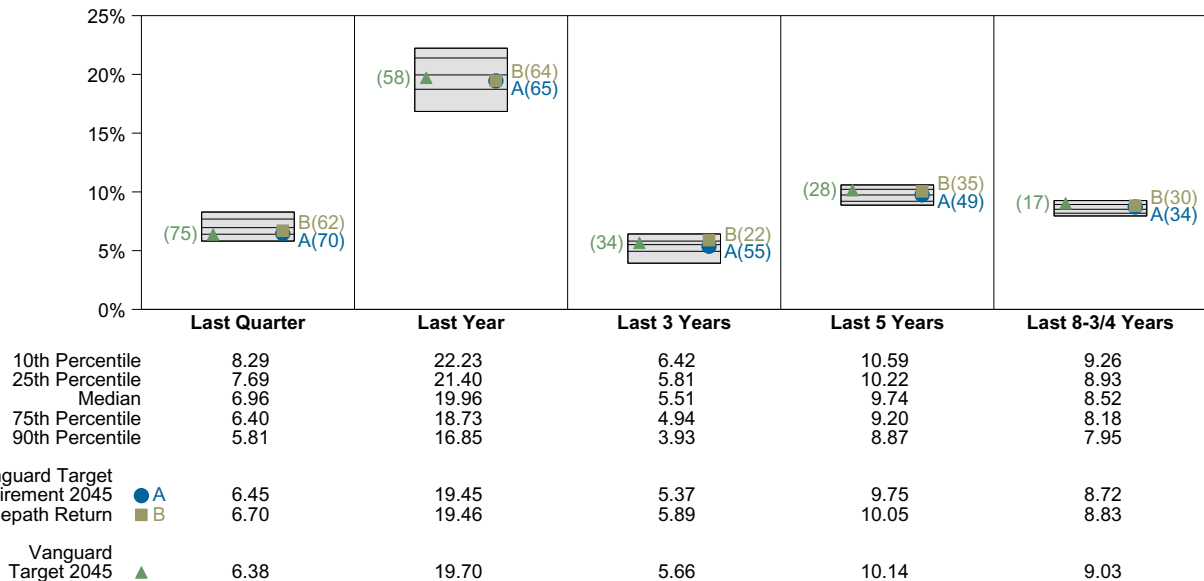 25%
20%
15%
10%
5%
0%
(75)
B(62)
A(70)
(58)
B(64)
A(65)
(34)
B(22)
A(55)
(28)
B(35)
A(49)
(17)
B(30)
A(34)
Last Quarter Last Year Last 3 Years Last 5 Years Last 8-3/4 Years
10th Percentile 8.29 22.23 6.42 10.59 9.26
25th Percentile 7.69 21.40 5.81 10.22 8.93
Median 6.96 19.96 5.51 9.74 8.52
75th Percentile 6.40 18.73 4.94 9.20 8.18
90th Percentile 5.81 16.85 3.93 8.87 7.95
nguard Target
irement 2045 A 6.45 19.45 5.37 9.75 8.72
epath Return B 6.70 19.46 5.89 10.05 8.83
Vanguard
Target 2045 6.38 19.70 5.66 10.14 9.03